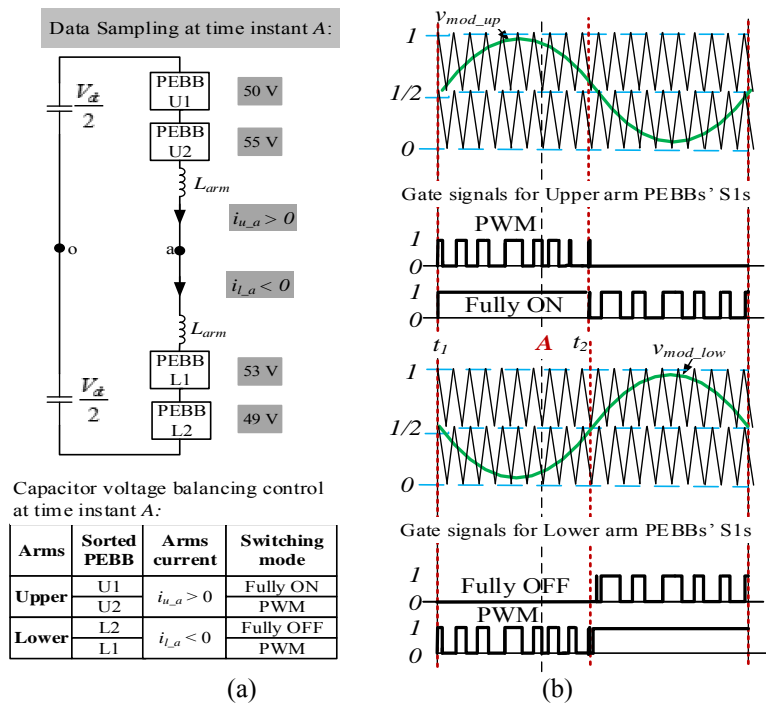 Data Sampling at time instant A:
V_dc
2
PEBB
U1
50 V
PEBB
U2
55 V
L_arm
i_u_a > 0
o
a
i_l_a < 0
L_arm
V_dc
2
PEBB
L1
53 V
PEBB
L2
49 V
Capacitor voltage balancing control
at time instant A:
Arms Sorted PEBB Arms current Switching mode
Upper U1 i_u_a > 0 Fully ON
U2 PWM
Lower L2 i_l_a < 0 Fully OFF
L1 PWM
(a)
v_mod_up
1
1/2
0
Gate signals for Upper arm PEBBs' S1s
PWM
1
0
Fully ON
1
0
t_1 A t_2
v_mod_low
1
1/2
0
Gate signals for Lower arm PEBBs' S1s
Fully OFF
1
0
PWM
1
0
(b)